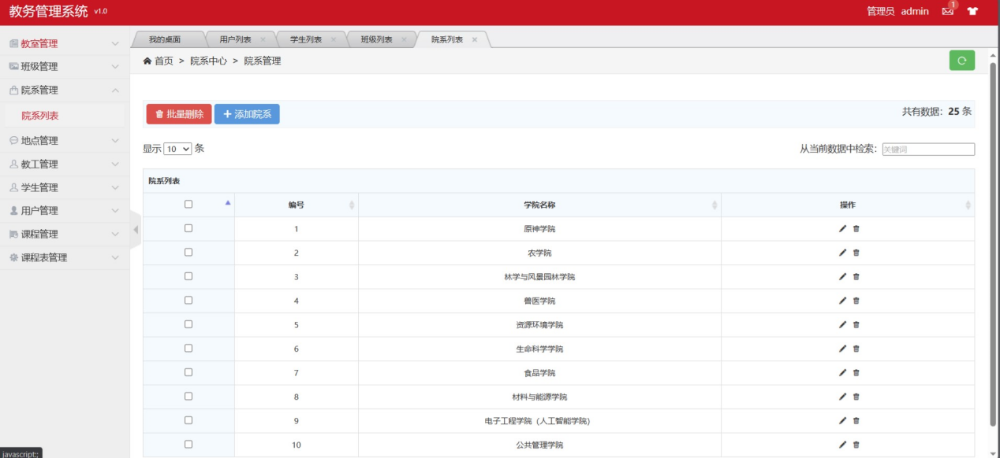 教务管理系统 v1.0
管理员 admin 1
教室管理
班级管理
院系管理
院系列表
地点管理
教工管理
学生管理
用户管理
课程管理
课程表管理
我的桌面 用户列表 × 学生列表 × 班级列表 × 院系列表 ×
首页 > 院系中心 > 院系管理
批量删除 添加院系 共有数据：25 条
显示 10 条 从当前数据中检索： 关键词
院系列表
编号 学院名称 操作
1 原神学院
2 农学院
3 林学与风景园林学院
4 兽医学院
5 资源环境学院
6 生命科学学院
7 食品学院
8 材料与能源学院
9 电子工程学院（人工智能学院）
10 公共管理学院
javascript:;